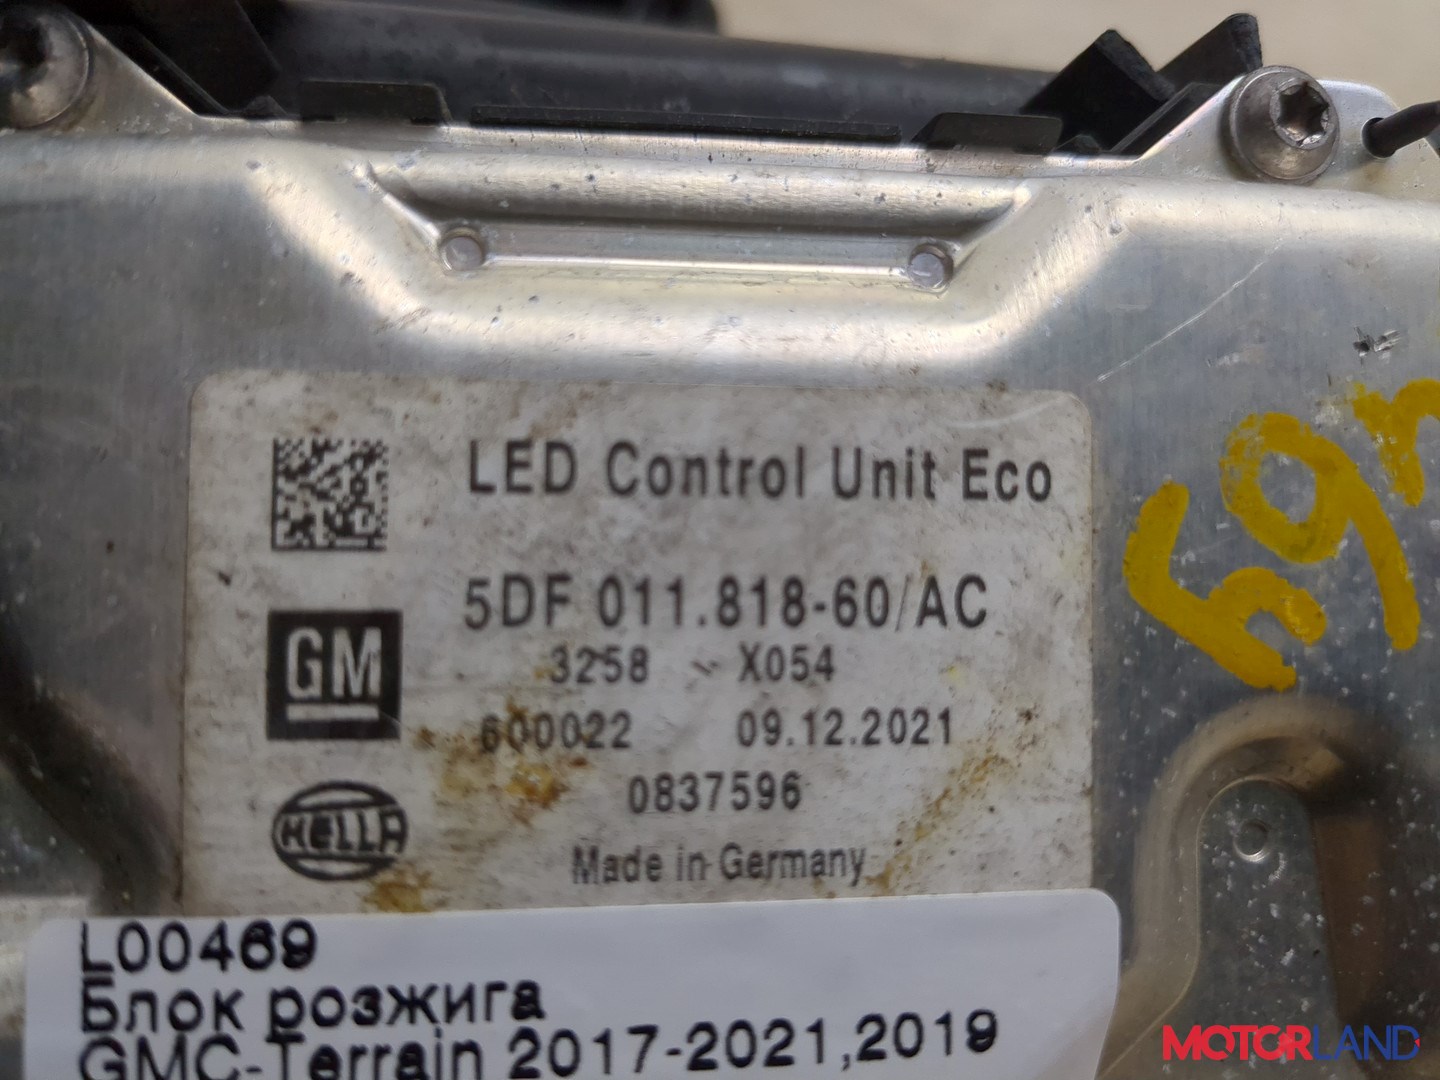 LED Control Unit Eco
5DF 011.818-60/AC
GM
3258 X054
600022 09.12.2021
0837596
HELLA
Made in Germany
L00469
Блок розжига
GMC-Terrain 2017-2021,2019
MOTORLAND